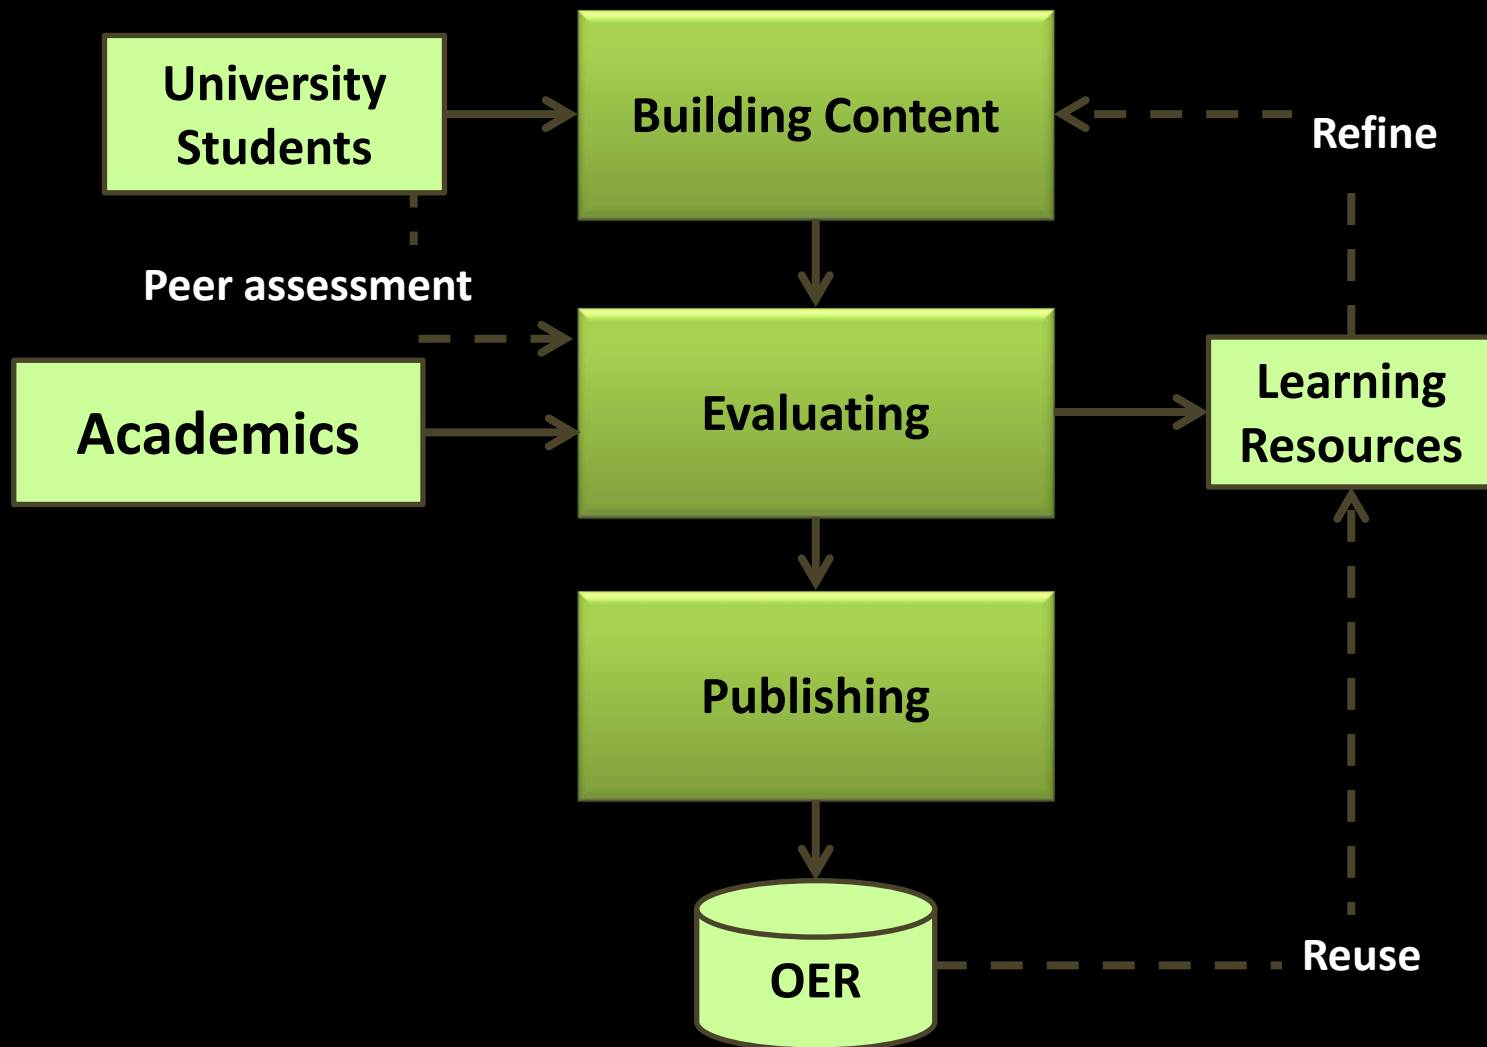 University
Students
Building Content
Refine
Peer assessment
Academics
Evaluating
Learning
Resources
Publishing
OER
Reuse